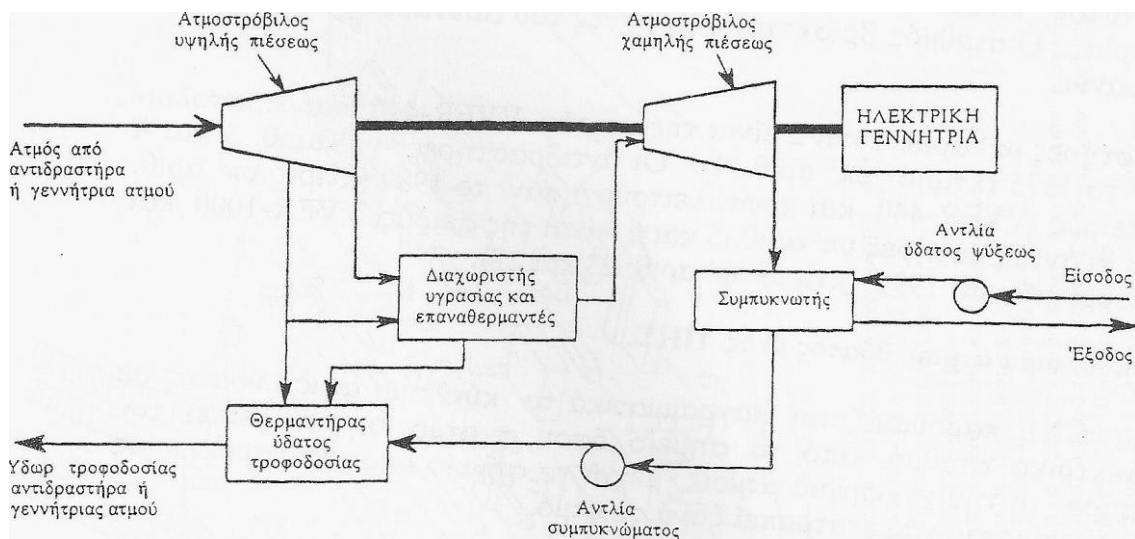 Ατμοστρόβιλος
υψηλής πιέσεως
Ατμοστρόβιλος
χαμηλής πιέσεως
ΗΛΕΚΤΡΙΚΗ
ΓΕΝΝΗΤΡΙΑ
Ατμός από
αντιδραστήρα
ή γεννήτρια ατμού
Διαχωριστής
υγρασίας και
επαναθερμαντές
Συμπυκνωτής
Αντλία
ύδατος ψύξεως
Είσοδος
Έξοδος
Θερμαντήρας
ύδατος
τροφοδοσίας
Ύδωρ τροφοδοσίας
αντιδραστήρα ή
γεννήτριας ατμού
Αντλία
συμπυκνώματος